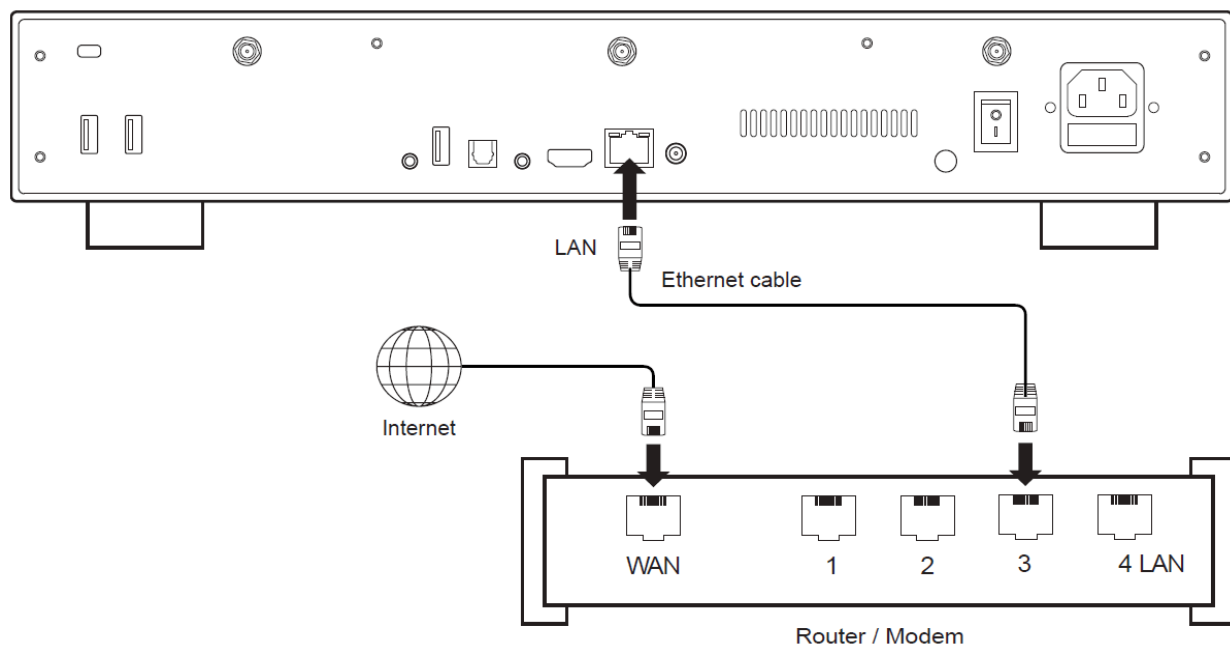 LAN
Ethernet cable
Internet
WAN
1
2
3
4 LAN
Router / Modem